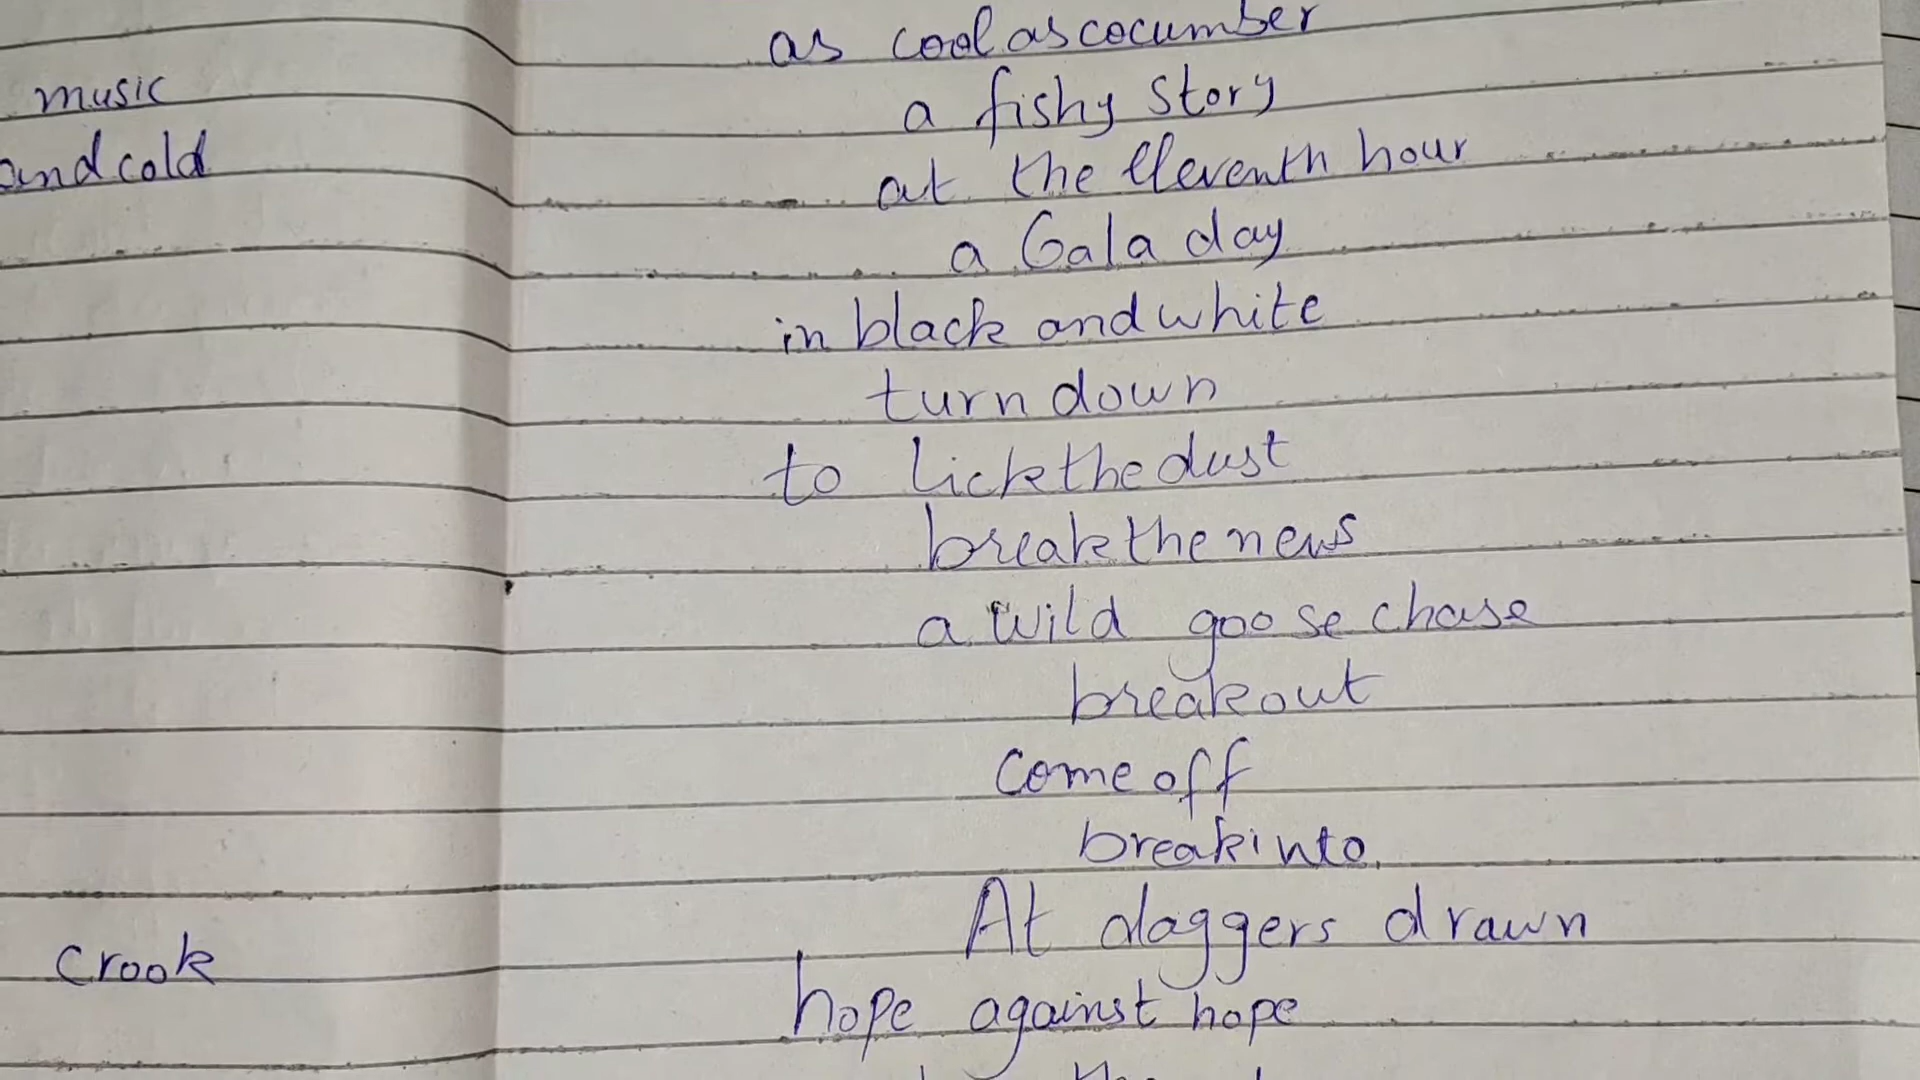 as cool as cocumber
music
a fishy story
and cold
at the Eleventh hour
a Gala day
in black and white
turn down
to lick the dust
break the news
a wild goose chase
break out
come off
break into.
At daggers drawn
crook
hope against hope